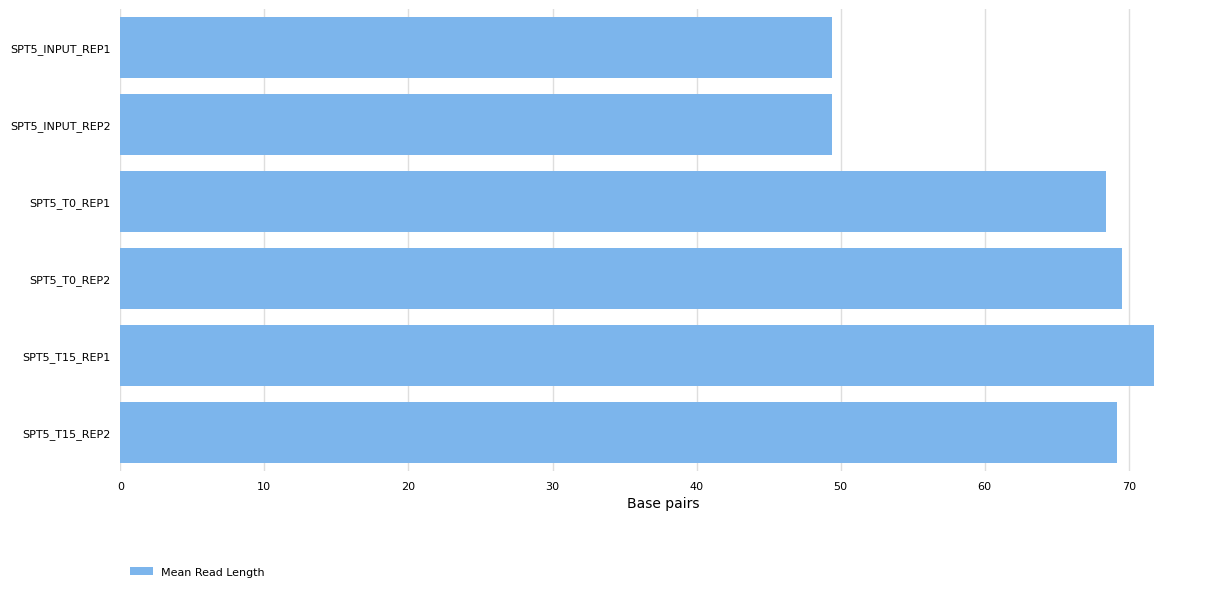 SPT5_INPUT_REP1
SPT5_INPUT_REP2
SPT5_T0_REP1
SPT5_T0_REP2
SPT5_T15_REP1
SPT5_T15_REP2
0 10 20 30 40 50 60 70
Base pairs
Mean Read Length